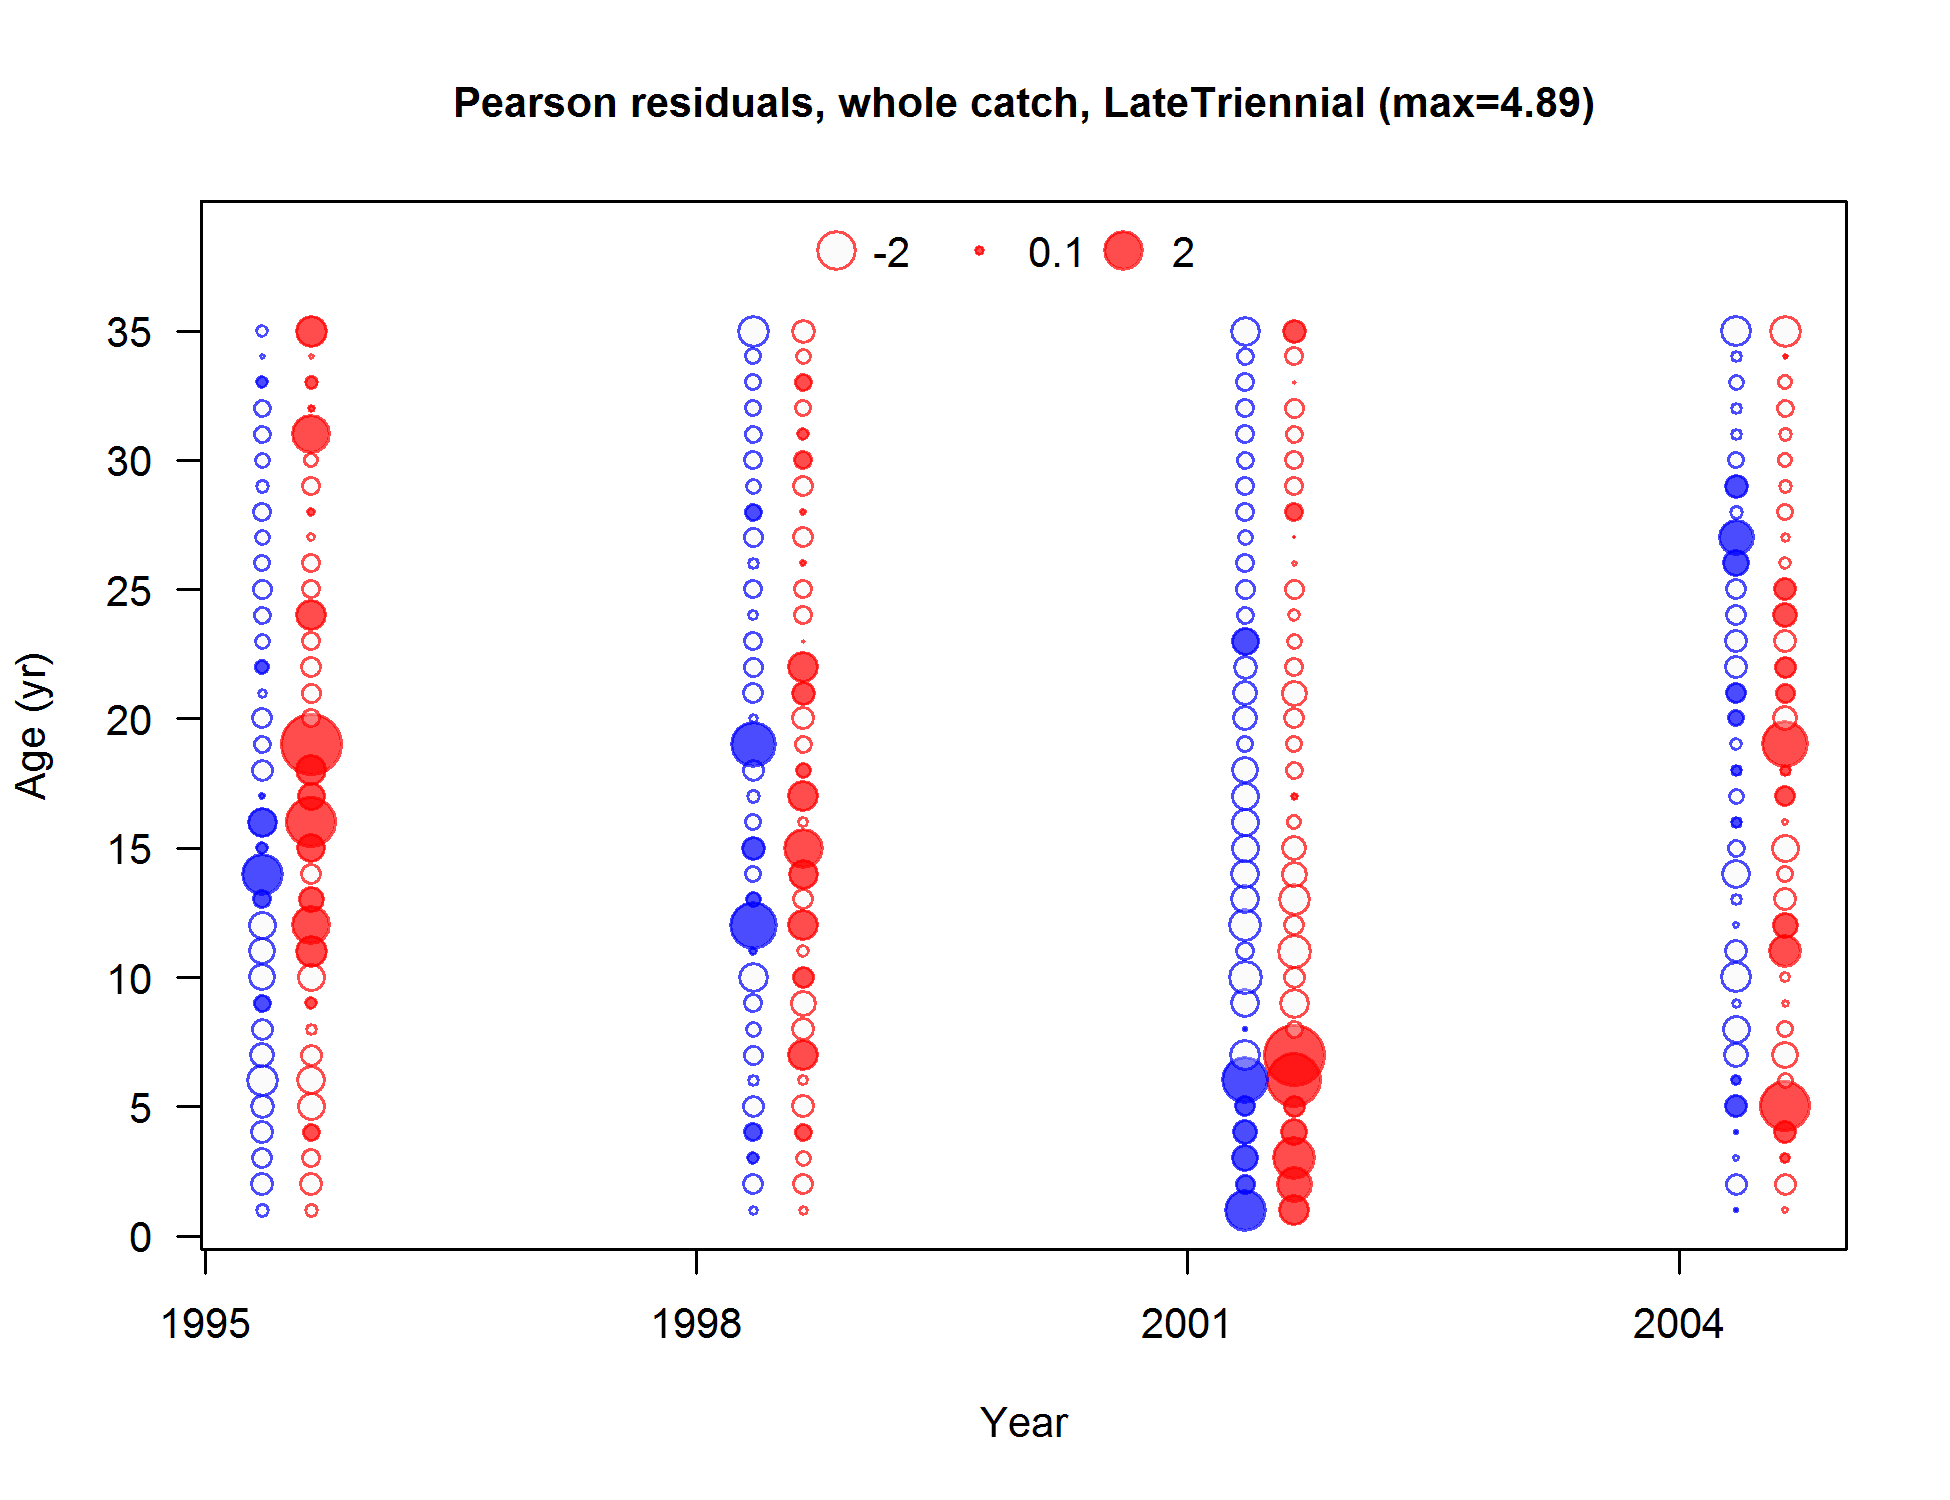 Pearson residuals, whole catch, LateTriennial (max=4.89)
-2 0.1 2
35
30
25
20
15
10
5
0
Age (yr)
1995 1998 2001 2004
Year